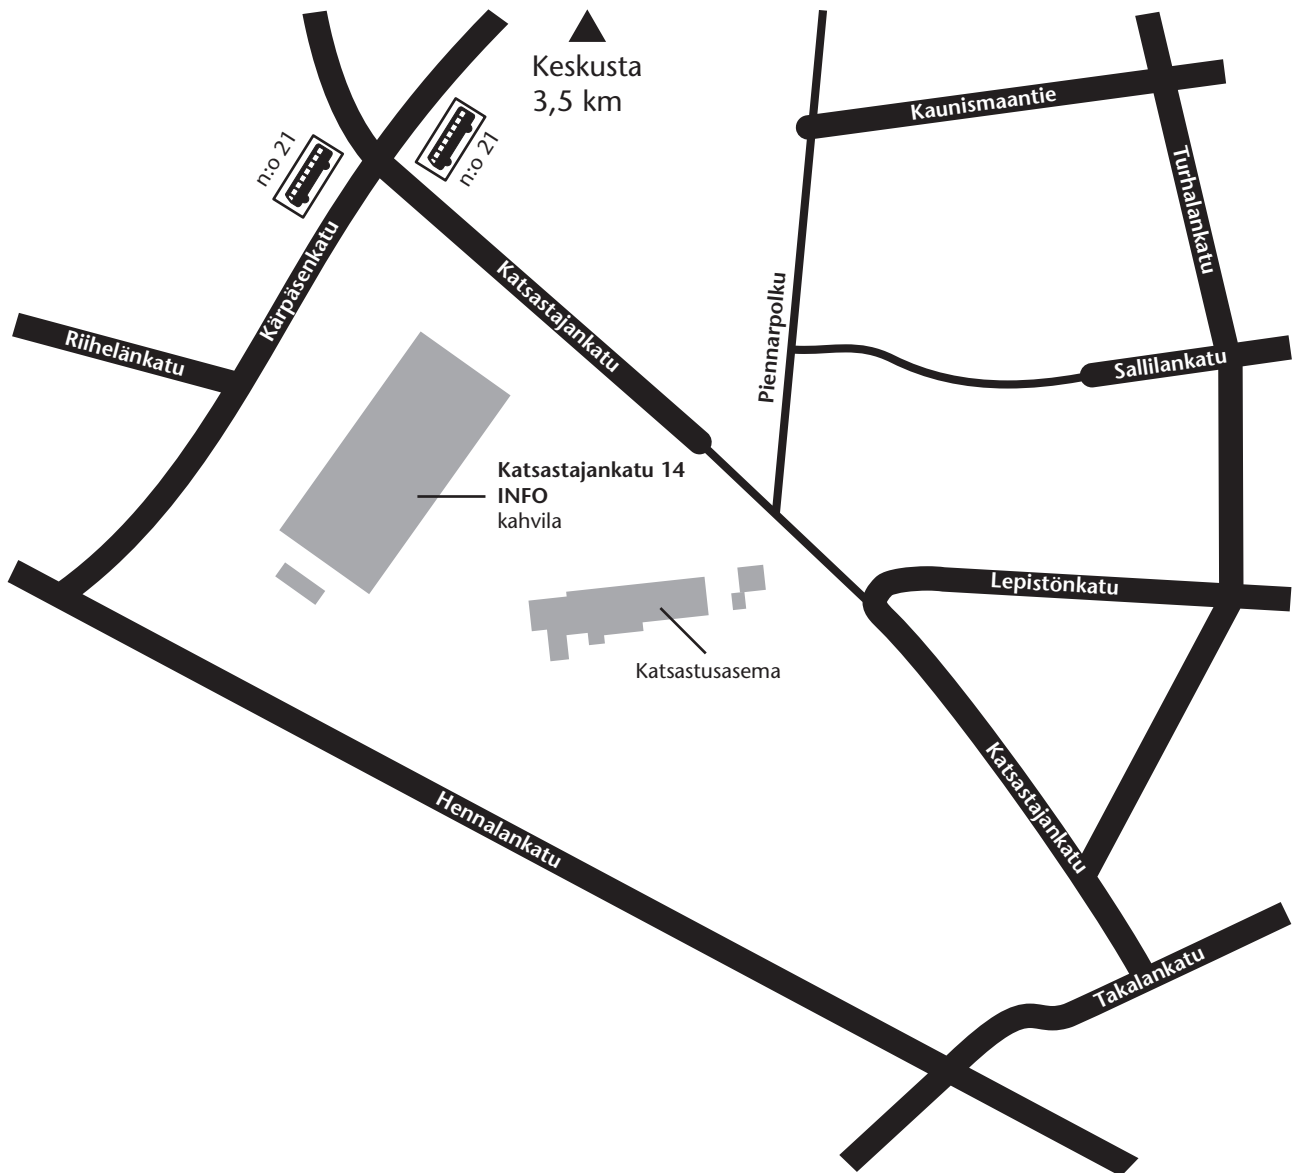 Keskusta
3,5 km
Kaunismaantie
n:o 21
n:o 21
Turhalankatu
Kärpäsenkatu
Katsastajankatu
Piennarpolku
Riihelänkatu
Sallilankatu
Katsastajankatu 14
INFO
kahvila
Lepistönkatu
Katsastusasema
Katsastajankatu
Hennalankatu
Takalankatu